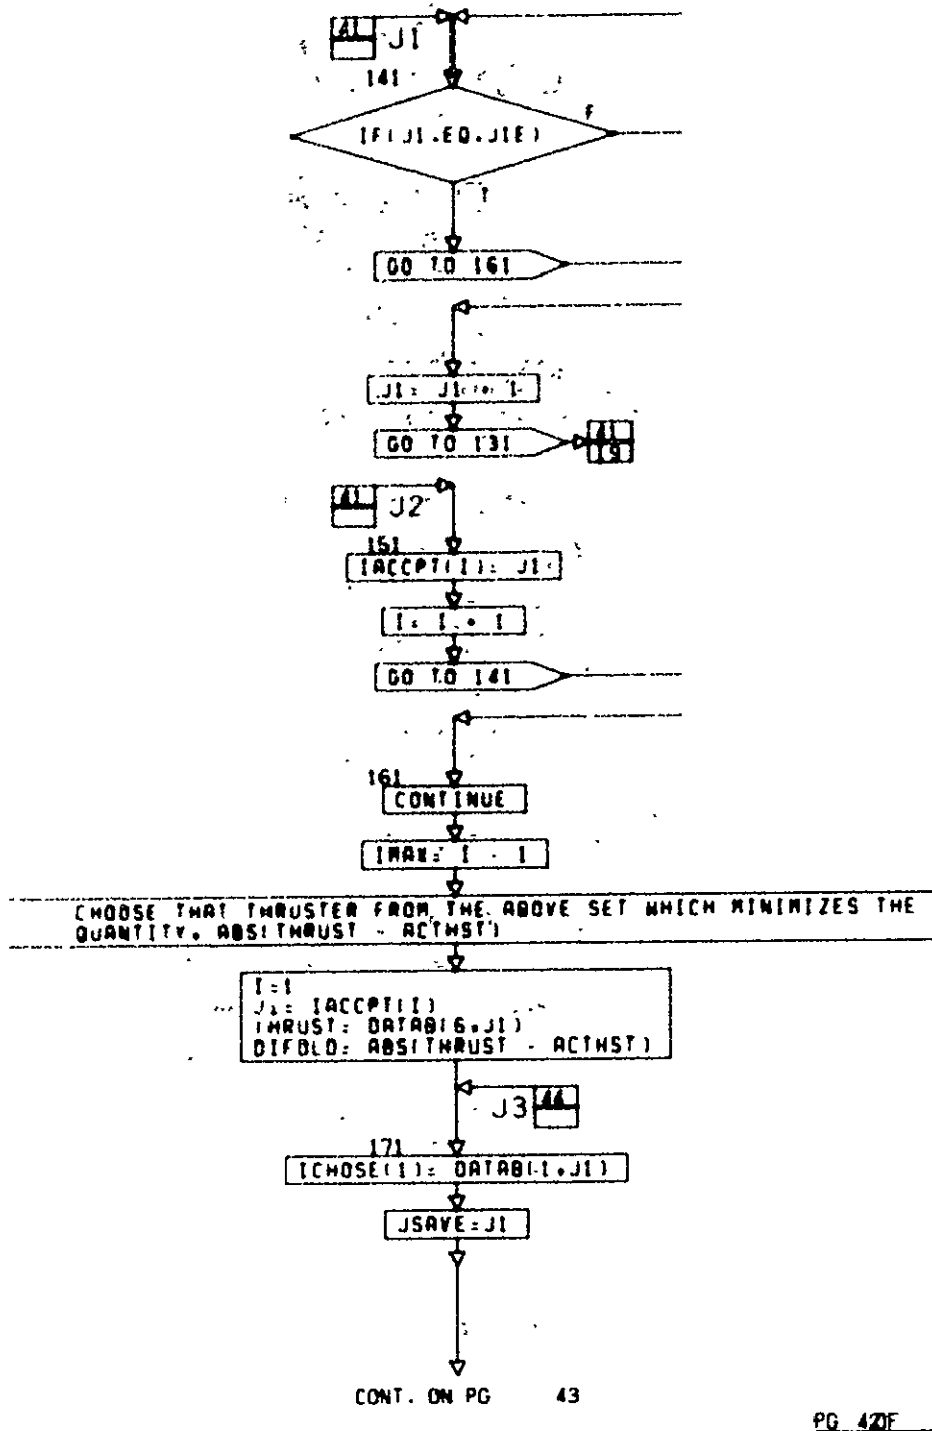 41 J1
141
IF(J1.EQ.J1E)
F
T
GO TO 161
J1= J1 + 1
GO TO 131
41
19
41 J2
151
IACCPT(I)= J1
I= I + 1
GO TO 141
161
CONTINUE
IMAX= I - 1
CHOOSE THAT THRUSTER FROM THE ABOVE SET WHICH MINIMIZES THE
QUANTITY, ABS(THRUST - ACTHST)
I=1
J1= IACCPT(I)
THRUST= DATAB(6,J1)
DIFOLD= ABS(THRUST - ACTHST)
J3 44
171
ICHOSE(1)= DATAB(1,J1)
JSAVE=J1
CONT. ON PG 43
PG 42OF